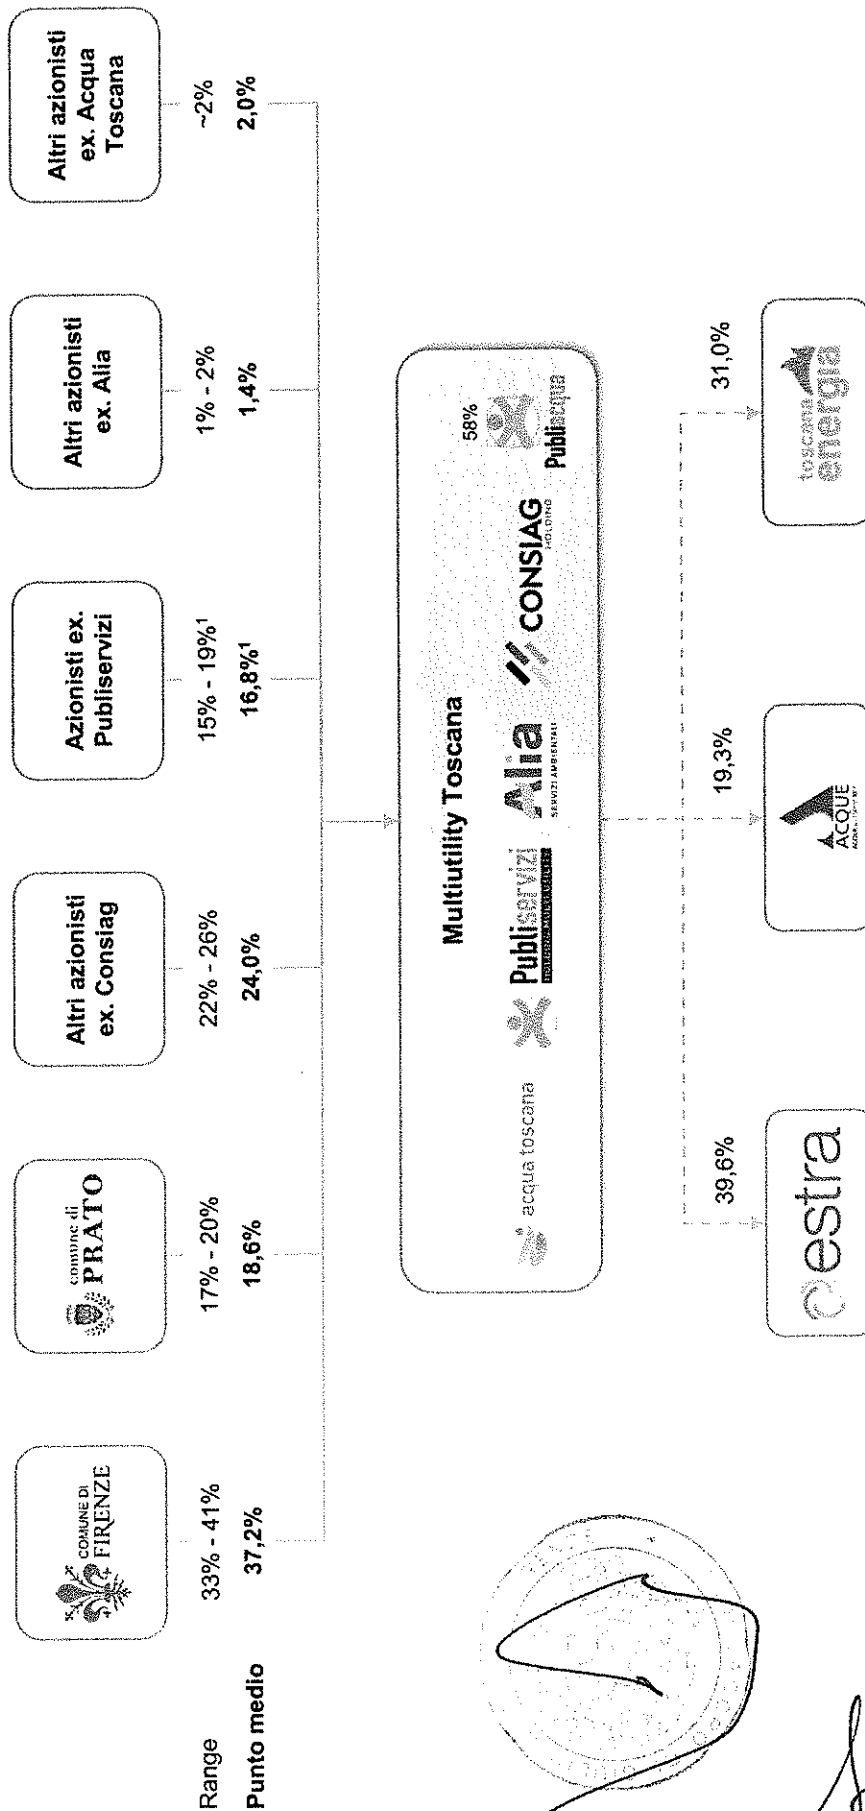 COMUNE DI
FIRENZE
comune di
PRATO
Altri azionisti
ex. Consiag
Azionisti ex.
Publiservizi
Altri azionisti
ex. Alia
Altri azionisti
ex. Acqua
Toscana
Range
33% - 41%
17% - 20%
22% - 26%
15% - 19%¹
1% - 2%
~2%
Punto medio
37,2%
18,6%
24,0%
16,8%¹
1,4%
2,0%
Multiutility Toscana
acqua toscana
Publiservizi
Alia
SERVIZI AMBIENTALI
CONSIAG
HOLDING
58%
Publiacqua
39,6%
19,3%
31,0%
estra
ACQUE
toscana
energia